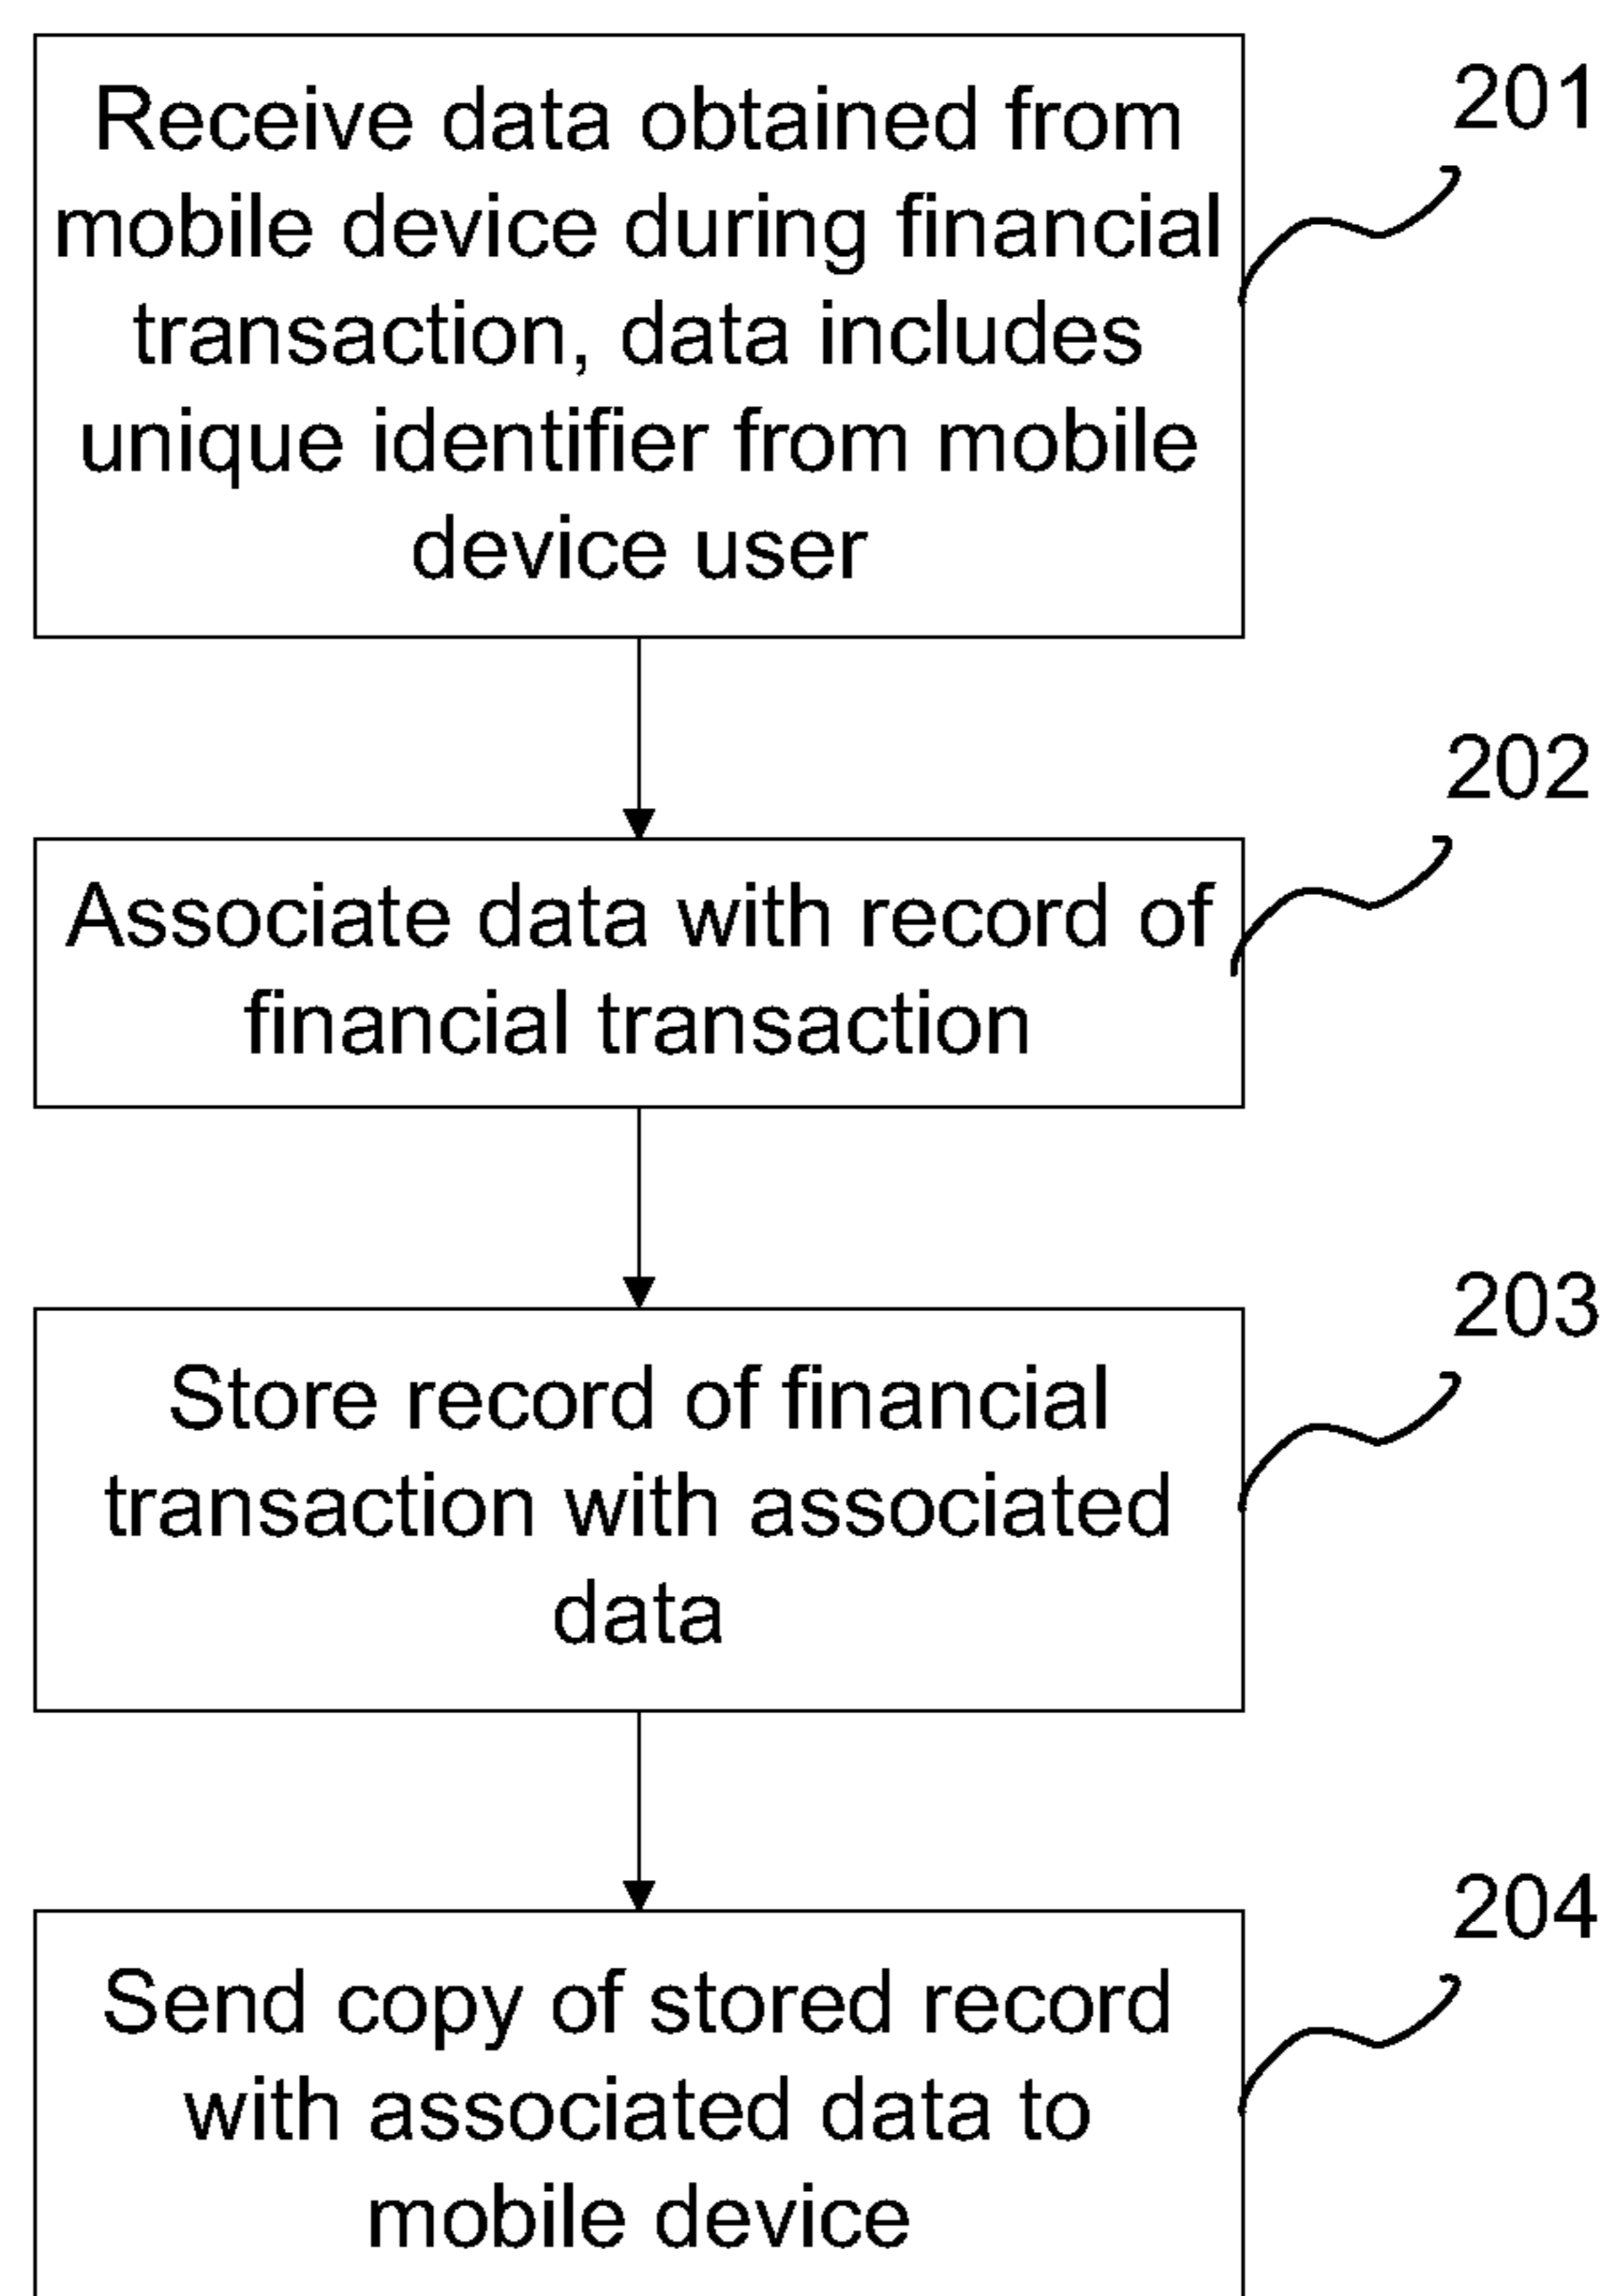 Receive data obtained from
mobile device during financial
transaction, data includes
unique identifier from mobile
device user
201
Associate data with record of
financial transaction
202
Store record of financial
transaction with associated
data
203
Send copy of stored record
with associated data to
mobile device
204